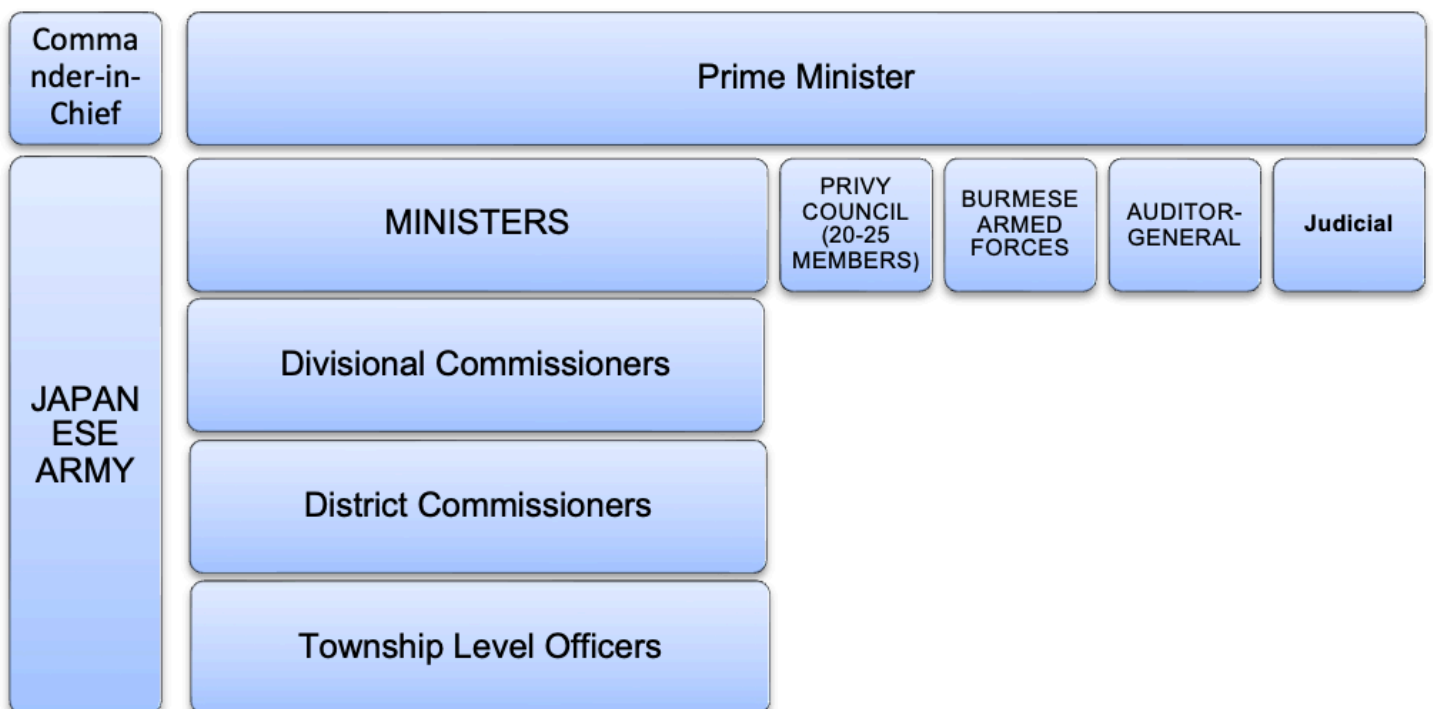 Comma
nder-in-
Chief
Prime Minister
MINISTERS
PRIVY
COUNCIL
(20-25
MEMBERS)
BURMESE
ARMED
FORCES
AUDITOR-
GENERAL
Judicial
JAPAN
ESE
ARMY
Divisional Commissioners
District Commissioners
Township Level Officers